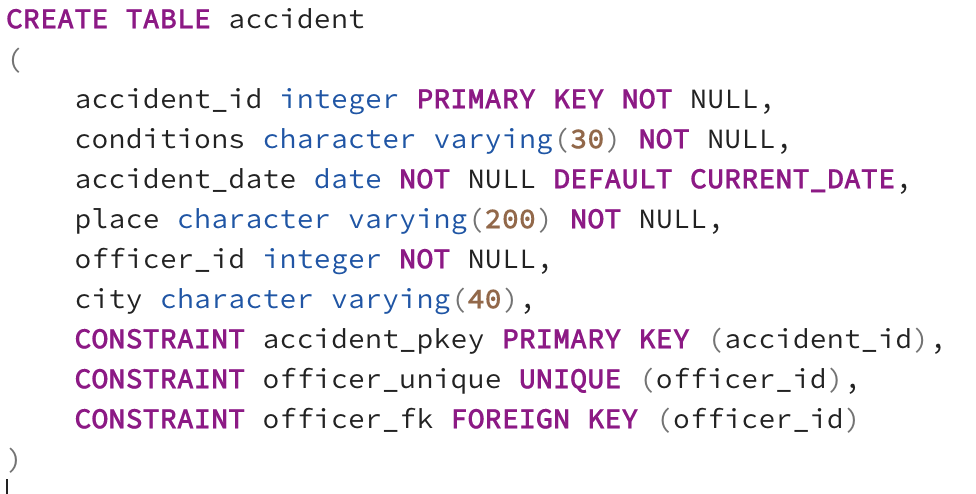 CREATE TABLE accident
(
accident_id integer PRIMARY KEY NOT NULL,
conditions character varying(30) NOT NULL,
accident_date date NOT NULL DEFAULT CURRENT_DATE,
place character varying(200) NOT NULL,
officer_id integer NOT NULL,
city character varying(40),
CONSTRAINT accident_pkey PRIMARY KEY (accident_id),
CONSTRAINT officer_unique UNIQUE (officer_id),
CONSTRAINT officer_fk FOREIGN KEY (officer_id)
)